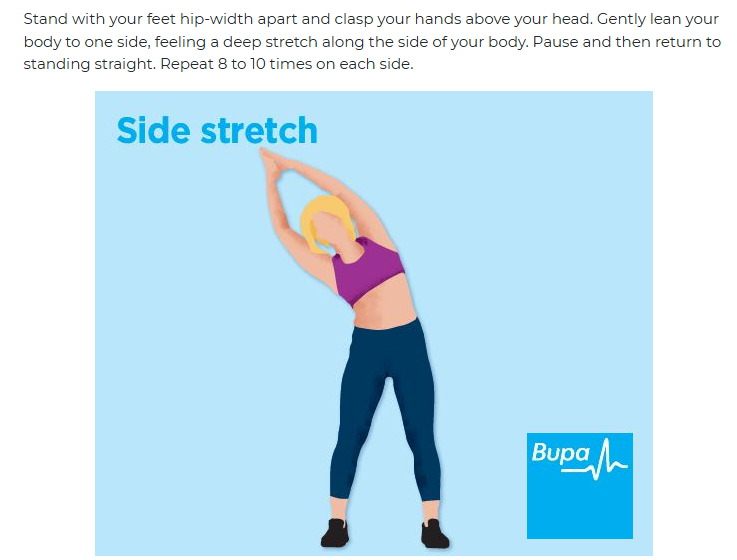 Stand with your feet hip-width apart and clasp your hands above your head. Gently lean your
body to one side, feeling a deep stretch along the side of your body. Pause and then return to
standing straight. Repeat 8 to 10 times on each side.
Side stretch
Bupa